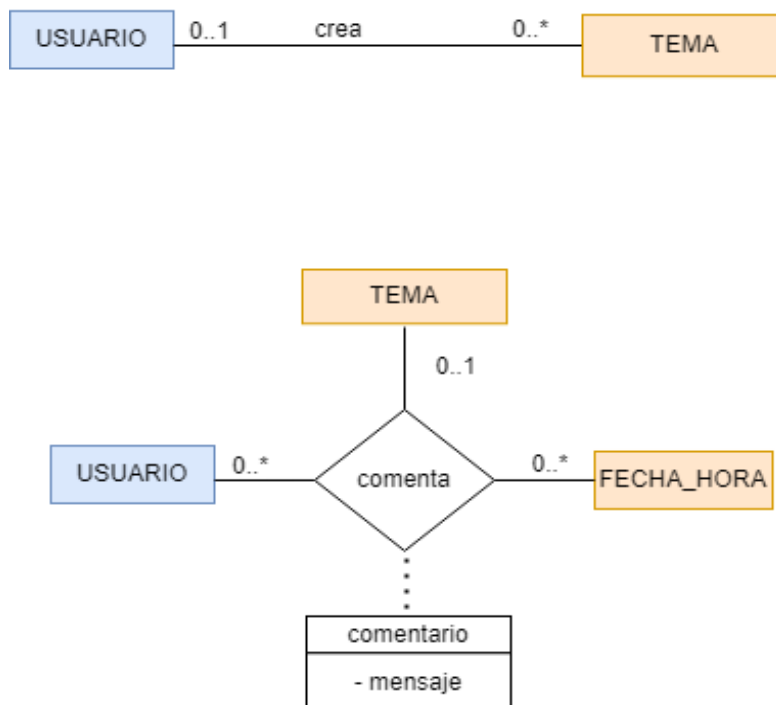 USUARIO 0..1 crea 0..* TEMA
TEMA
0..1
USUARIO 0..* comenta 0..* FECHA_HORA
comentario
- mensaje